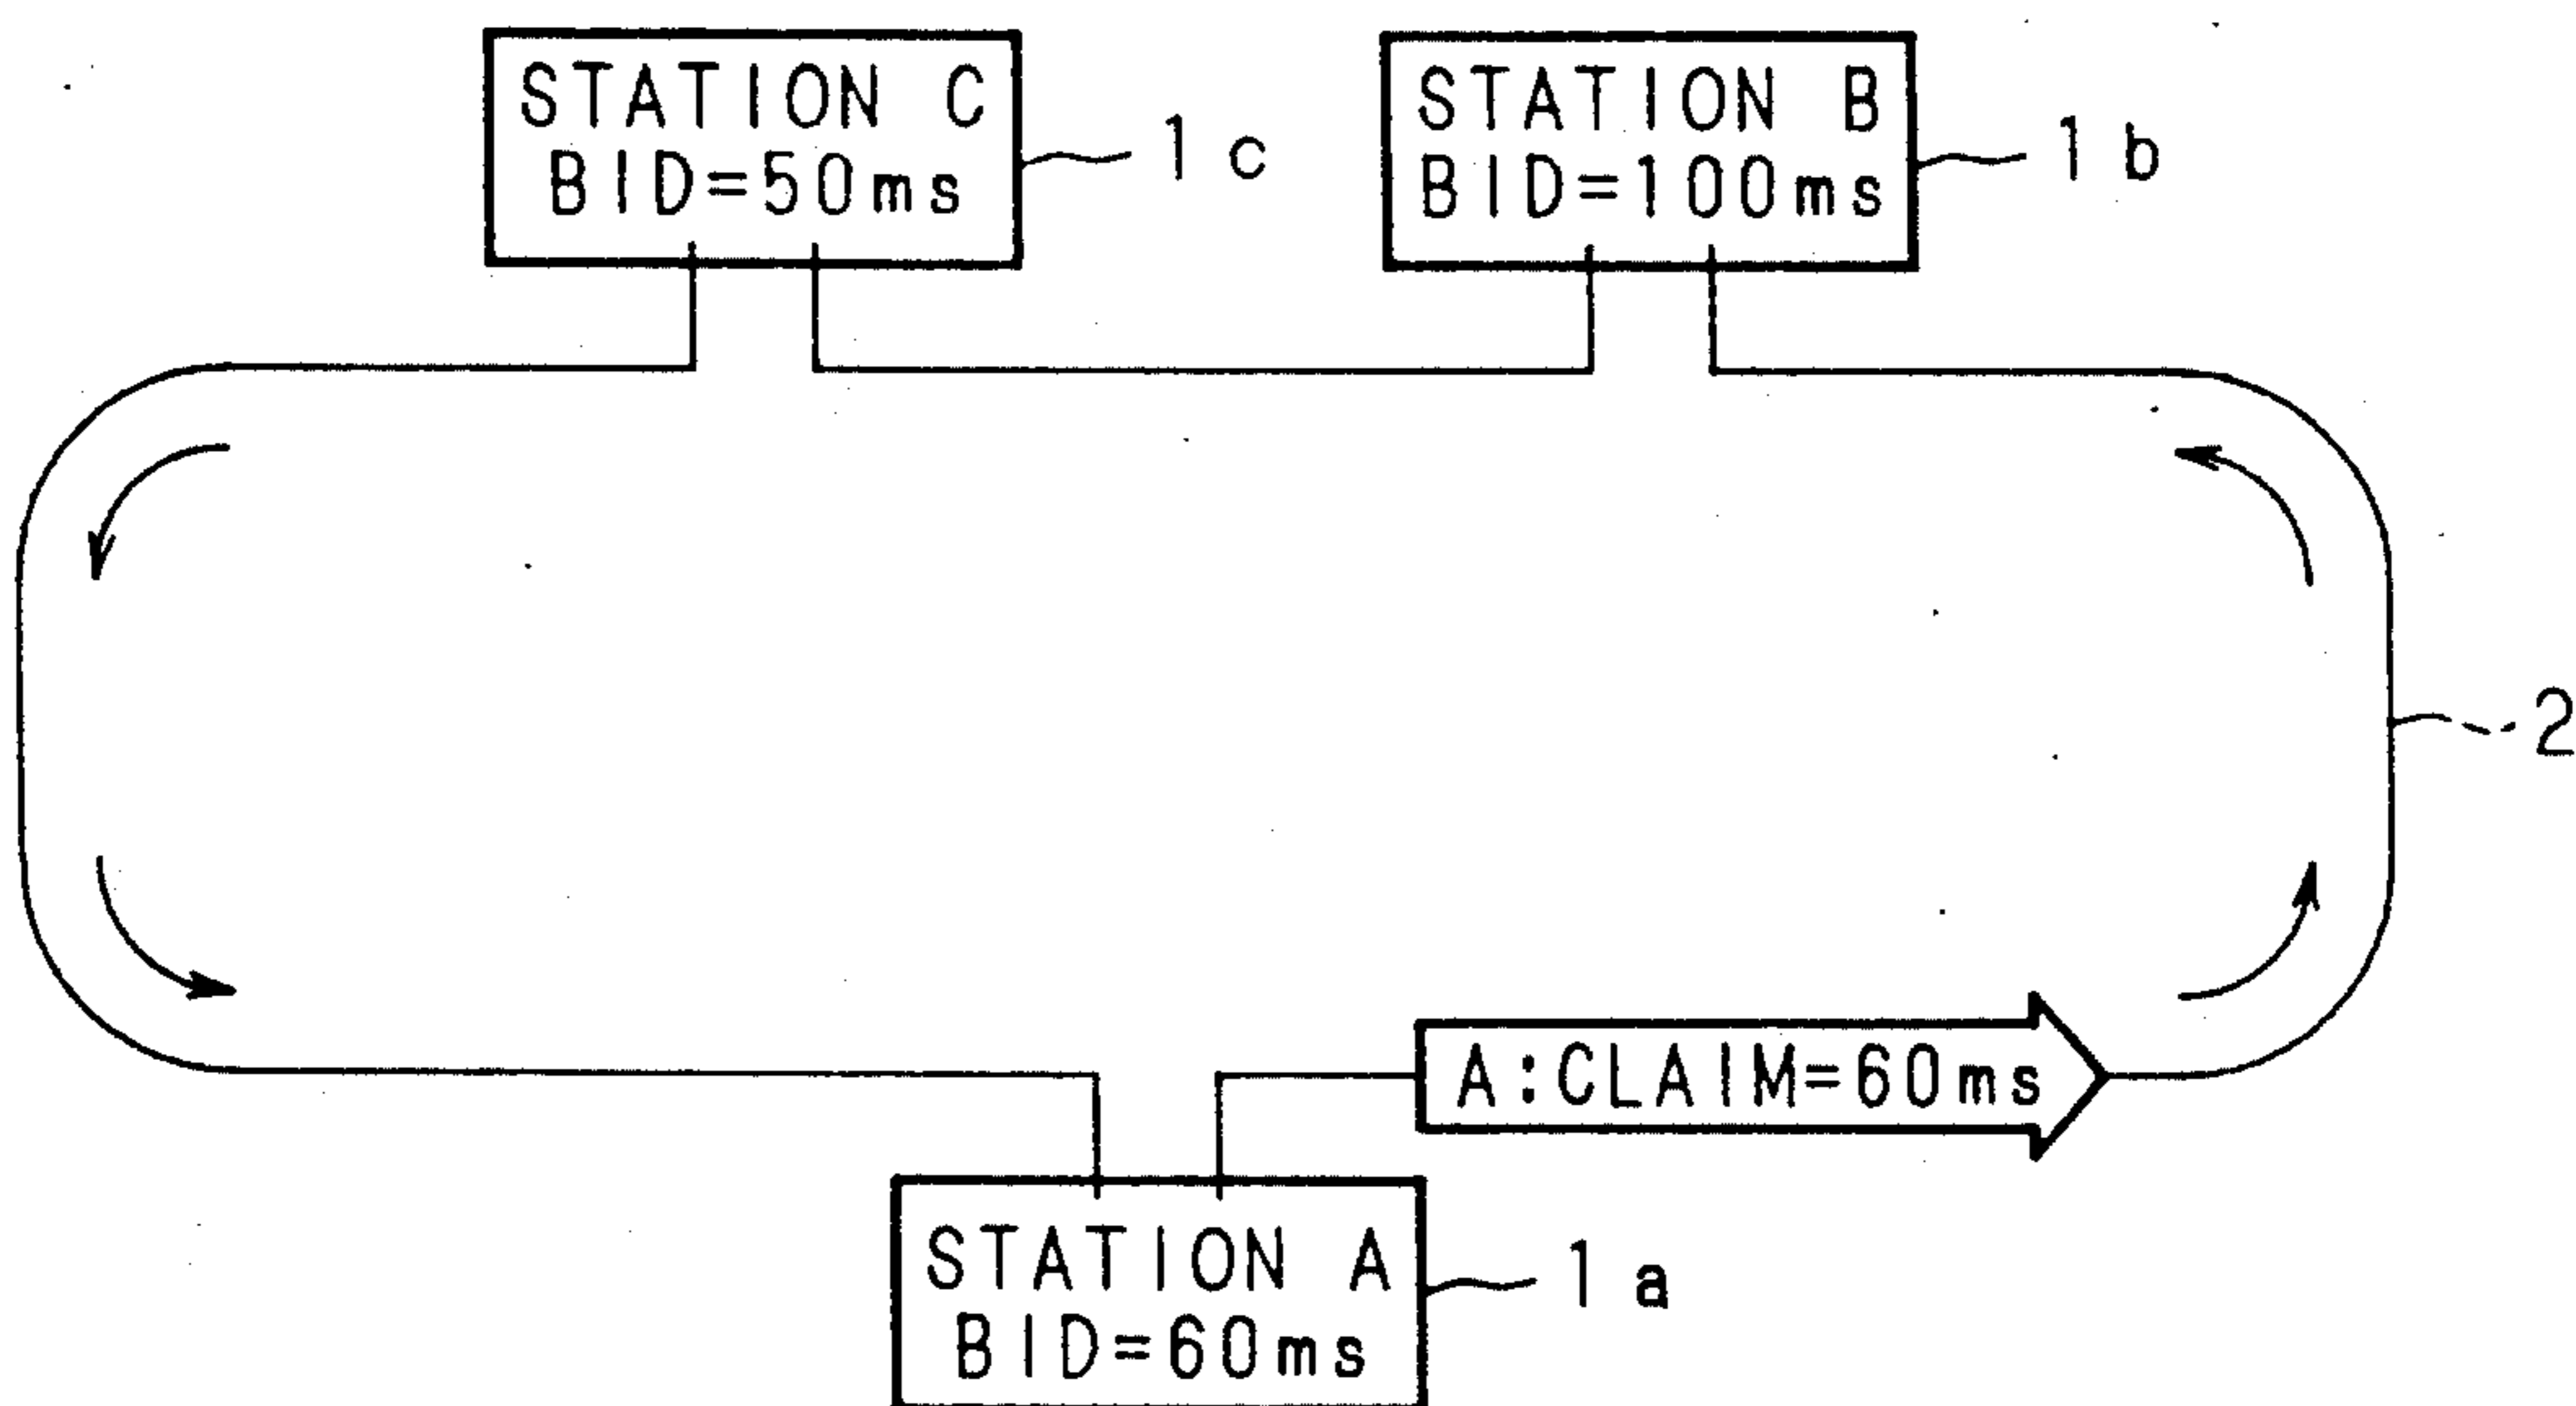 STATION C
BID=50ms
1c
STATION B
BID=100ms
1b
2
A:CLAIM=60ms
STATION A
BID=60ms
1a